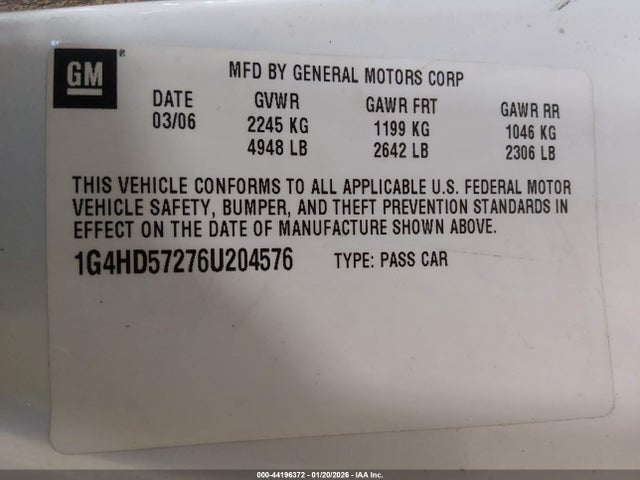 GM
MFD BY GENERAL MOTORS CORP
DATE GVWR GAWR FRT GAWR RR
03/06 2245 KG 1199 KG 1046 KG
4948 LB 2642 LB 2306 LB
THIS VEHICLE CONFORMS TO ALL APPLICABLE U.S. FEDERAL MOTOR
VEHICLE SAFETY, BUMPER, AND THEFT PREVENTION STANDARDS IN
EFFECT ON THE DATE OF MANUFACTURE SHOWN ABOVE.
1G4HD57276U204576 TYPE: PASS CAR
000-44196372 - 01/20/2026 - IAA Inc.